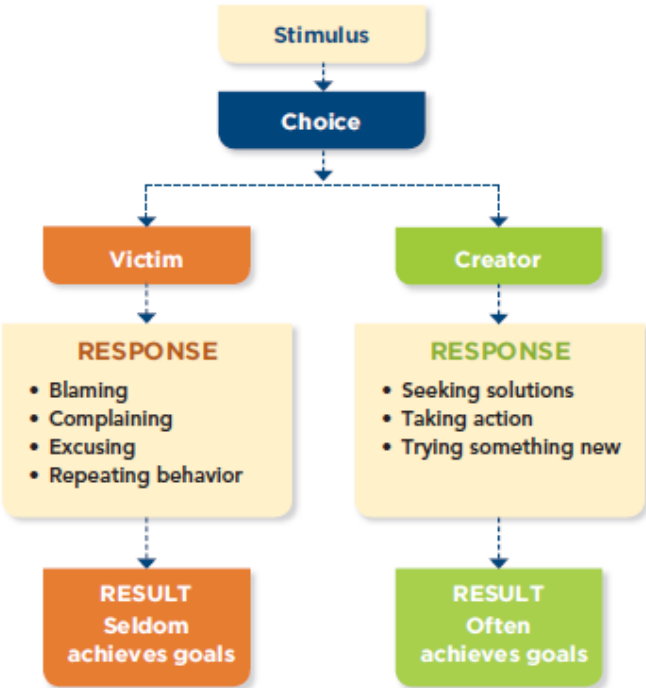 Stimulus
Choice
Victim
RESPONSE
• Blaming
• Complaining
• Excusing
• Repeating behavior
RESULT
Seldom
achieves goals
Creator
RESPONSE
• Seeking solutions
• Taking action
• Trying something new
RESULT
Often
achieves goals